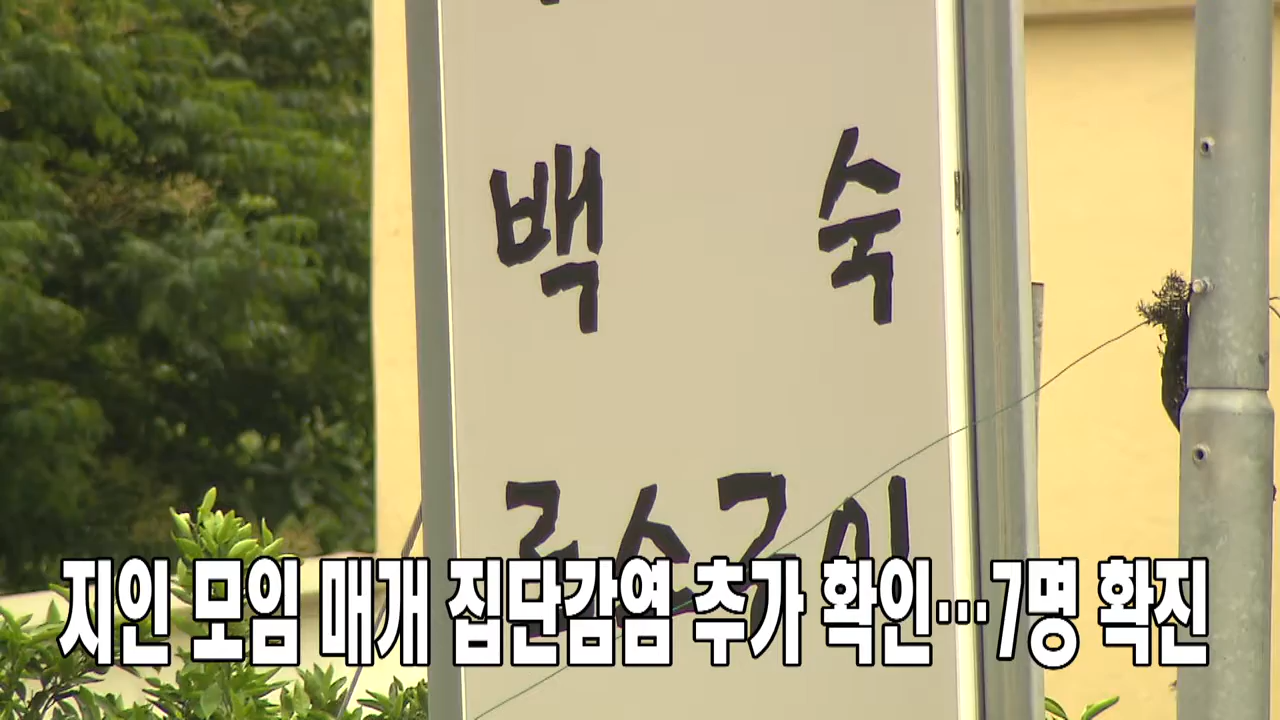 백 숙
지인 모임 매개 집단감염 추가 확인…7명 확진